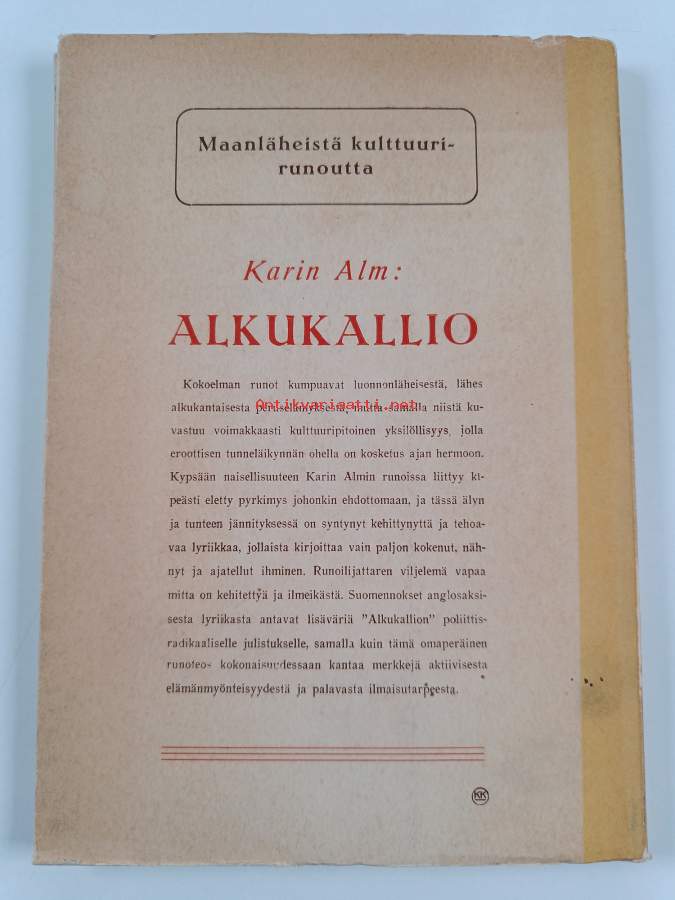 Maanläheistä kulttuuri-
runoutta
Karin Alm:
ALKUKALLIO
Kokoelman runot kumpuavat luonnonläheisestä, lähes
Antikvariaatti.net
alkukantaisesta peruselämyksestä, mutta samalla niistä ku-
vastuu voimakkaasti kulttuuripitoinen yksilöllisyys, jolla
eroottisen tunneläikynnän ohella on kosketus ajan hermoon.
Kypsään naisellisuuteen Karin Almin runoissa liittyy ki-
peästi eletty pyrkimys johonkin ehdottomaan, ja tässä älyn
ja tunteen jännityksessä on syntynyt kehittynyttä ja tehoa-
vaa lyriikkaa, jollaista kirjoittaa vain paljon kokenut, näh-
nyt ja ajatellut ihminen. Runoilijattaren viljelemä vapaa
mitta on kehitettyä ja ilmeikästä. Suomennokset anglosaksi-
sesta lyriikasta antavat lisäväriä "Alkukallion" poliittis-
radikaaliselle julistukselle, samalla kuin tämä omaperäinen
runoteos kokonaisuudessaan kantaa merkkejä aktiivisesta
elämänmyönteisyydestä ja palavasta ilmaisutarpeesta.
KK